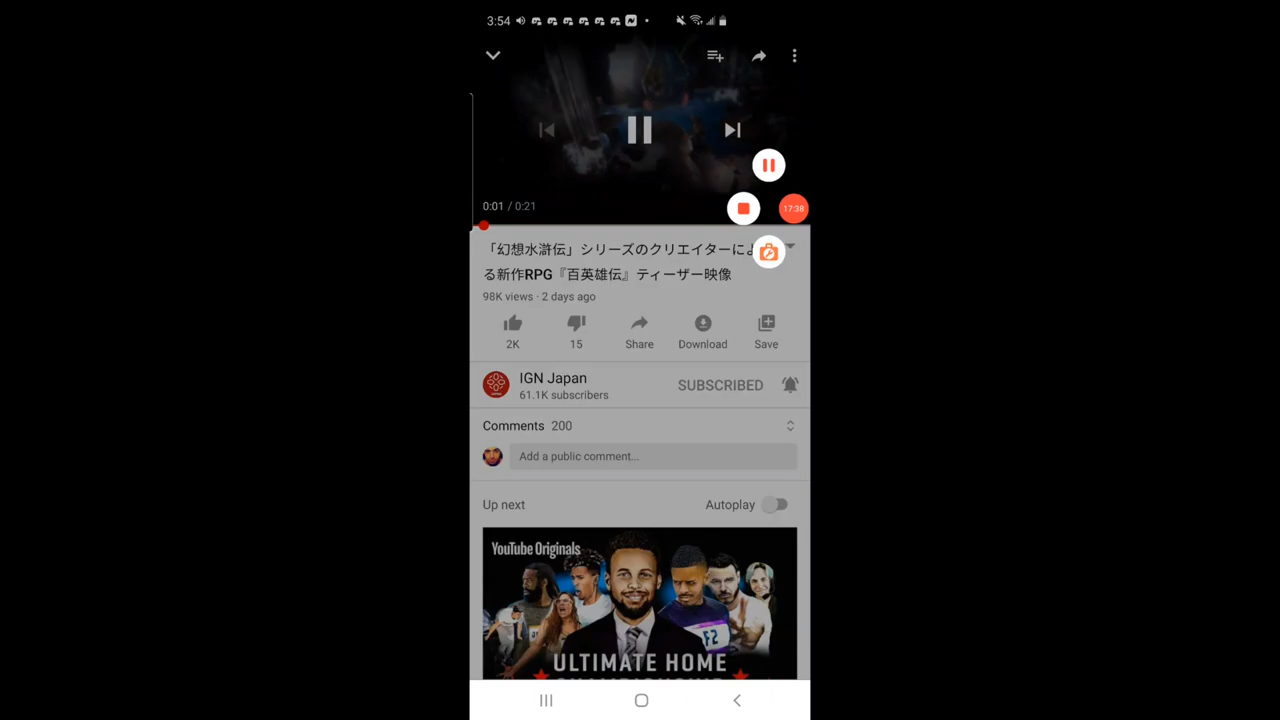 3:54
0:01 / 0:21
17:38
「幻想水滸伝」シリーズのクリエイターによ
る新作RPG『百英雄伝』ティーザー映像
98K views · 2 days ago
2K
15
Share
Download
Save
IGN Japan
61.1K subscribers
SUBSCRIBED
Comments 200
Add a public comment...
Up next
Autoplay
YouTube Originals
F2
ULTIMATE HOME